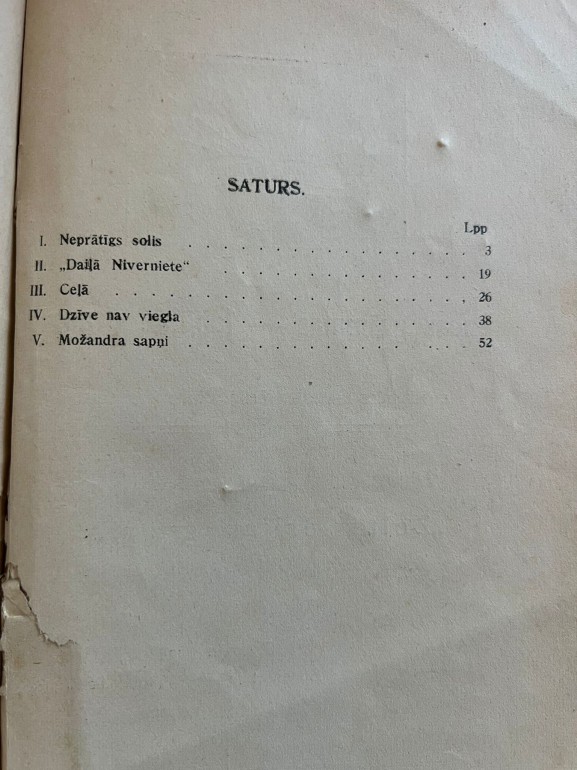 SATURS.
Lpp
I. Neprātīgs solis . . . . . . . . . . . . . . 3
II. „Daiļā Niverniete“ . . . . . . . . . . . . 19
III. Ceļā . . . . . . . . . . . . . . . . . . 26
IV. Dzīve nav viegla . . . . . . . . . . . . . 38
V. Možandra sapņi . . . . . . . . . . . . . 52